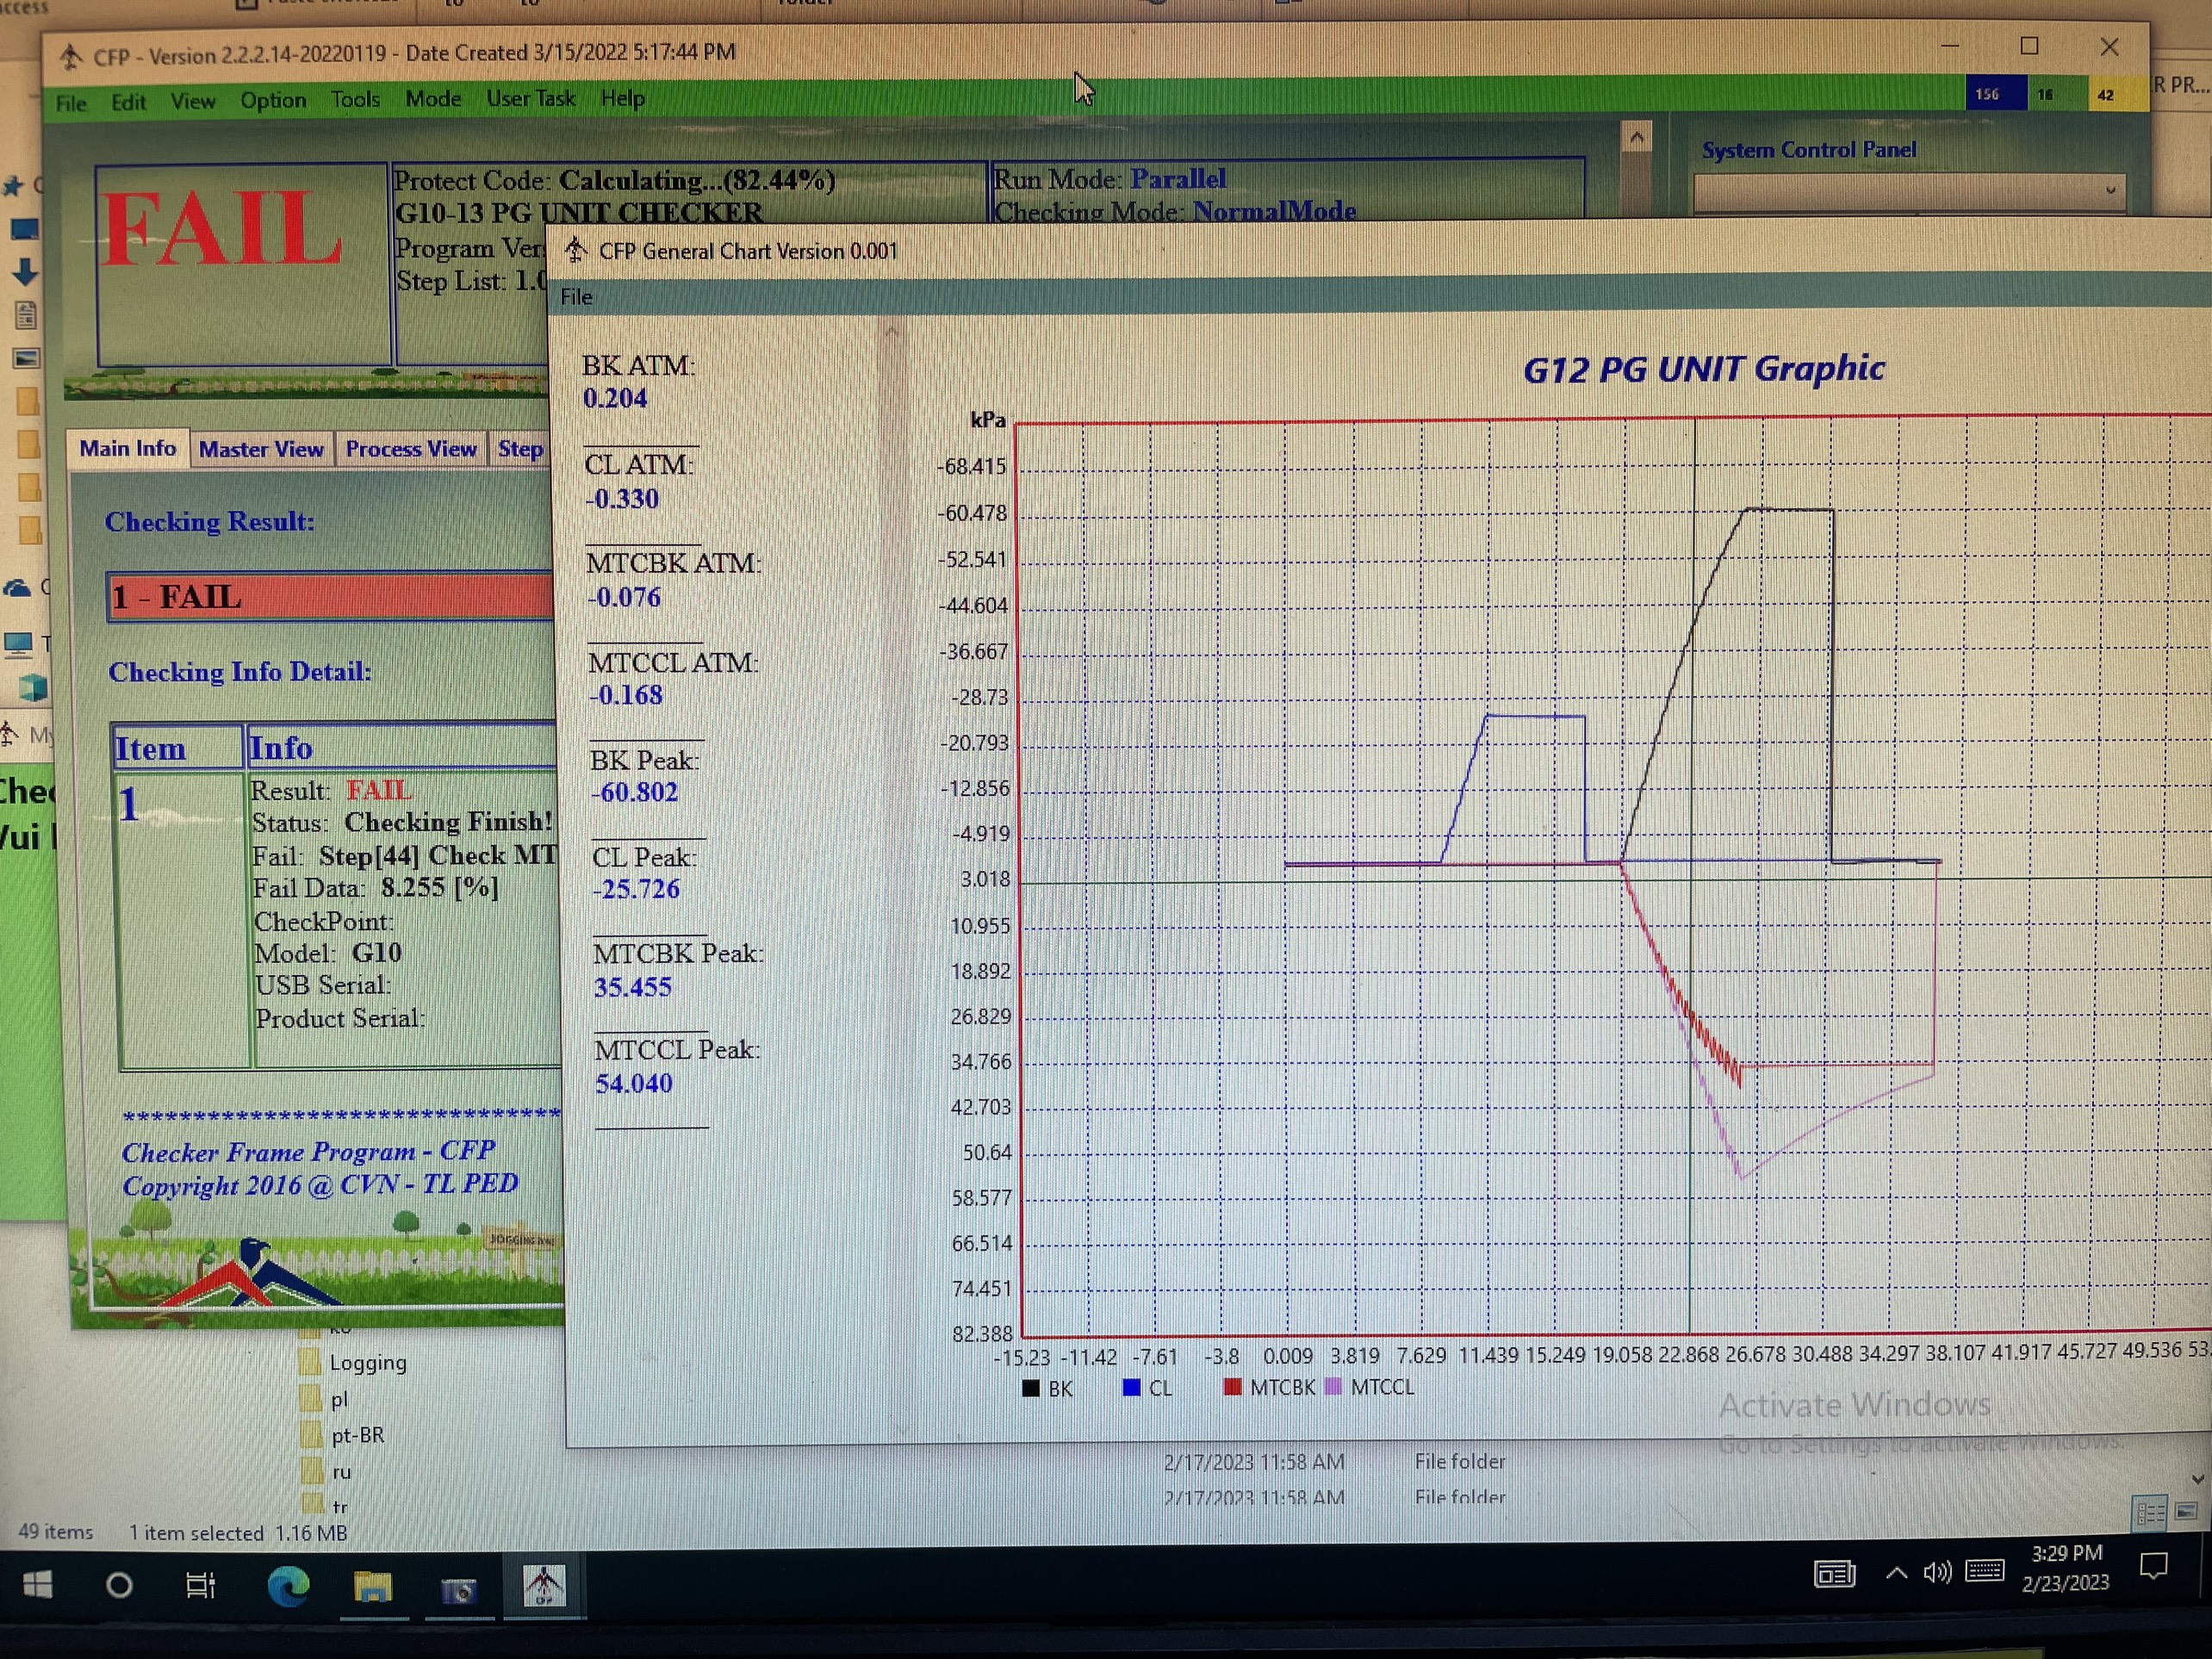 CFP - Version 2.2.2.14-20220119 - Date Created 3/15/2022 5:17:44 PM
File Edit View Option Tools Mode User Task Help
156 16 42
R PR...
FAIL
Protect Code: Calculating...(82.44%)
G10-13 PG UNIT CHECKER
Program Ver
Step List: 1.0
Run Mode: Parallel
Checking Mode: NormalMode
System Control Panel
Main Info Master View Process View Step
Checking Result:
1 - FAIL
Checking Info Detail:
Item Info
1
Result: FAIL
Status: Checking Finish!
Fail: Step[44] Check MT
Fail Data: 8.255 [%]
CheckPoint:
Model: G10
USB Serial:
Product Serial:
*******************************
Checker Frame Program - CFP
Copyright 2016 @ CVN - TL PED
CFP General Chart Version 0.001
File
BK ATM:
0.204
CL ATM:
-0.330
MTCBK ATM:
-0.076
MTCCL ATM:
-0.168
BK Peak:
-60.802
CL Peak:
-25.726
MTCBK Peak:
35.455
MTCCL Peak:
54.040
G12 PG UNIT Graphic
kPa
-68.415
-60.478
-52.541
-44.604
-36.667
-28.73
-20.793
-12.856
-4.919
3.018
10.955
18.892
26.829
34.766
42.703
50.64
58.577
66.514
74.451
82.388
-15.23 -11.42 -7.61 -3.8 0.009 3.819 7.629 11.439 15.249 19.058 22.868 26.678 30.488 34.297 38.107 41.917 45.727 49.536 53.
BK CL MTCBK MTCCL
Activate Windows
Go to Settings to activate Windows.
Logging
pl
pt-BR
ru
tr
2/17/2023 11:58 AM File folder
2/17/2023 11:58 AM File folder
49 items 1 item selected 1.16 MB
3:29 PM
2/23/2023